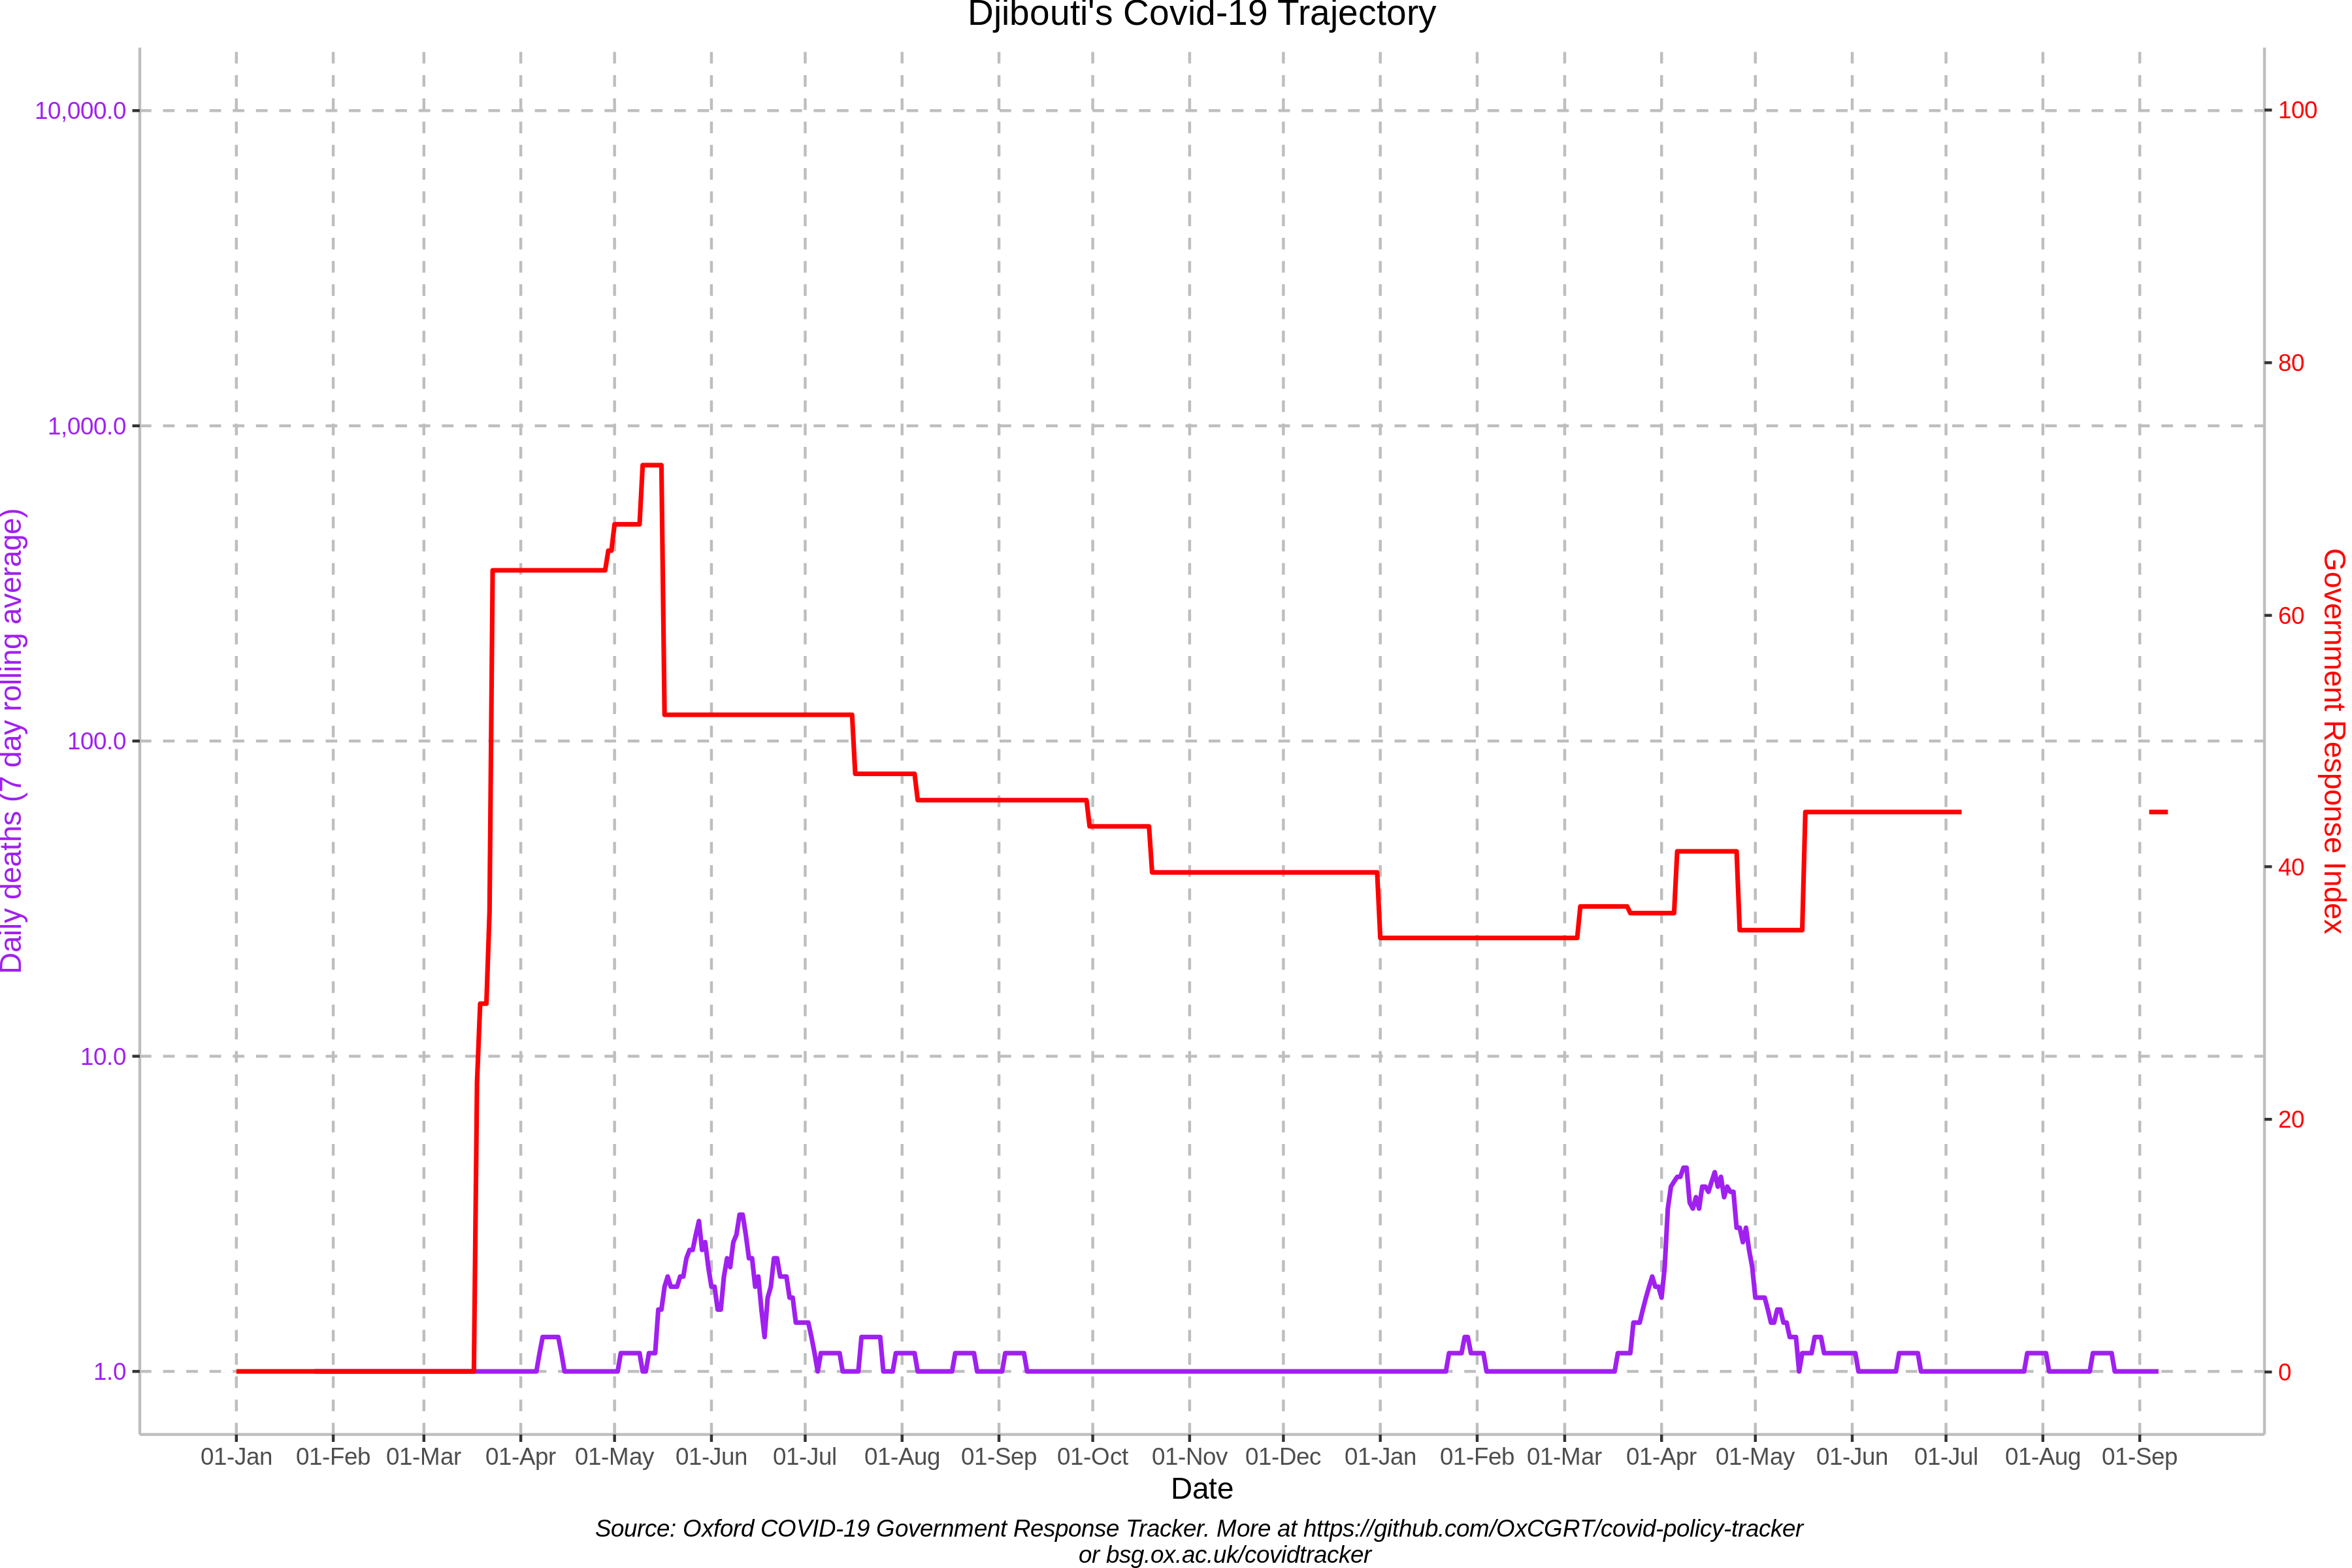 Djibouti's Covid-19 Trajectory
10,000.0
1,000.0
100.0
10.0
1.0
Daily deaths (7 day rolling average)
100
80
60
40
20
0
Government Response Index
01-Jan 01-Feb 01-Mar 01-Apr 01-May 01-Jun 01-Jul 01-Aug 01-Sep 01-Oct 01-Nov 01-Dec 01-Jan 01-Feb 01-Mar 01-Apr 01-May 01-Jun 01-Jul 01-Aug 01-Sep
Date
Source: Oxford COVID-19 Government Response Tracker. More at https://github.com/OxCGRT/covid-policy-tracker
or bsg.ox.ac.uk/covidtracker